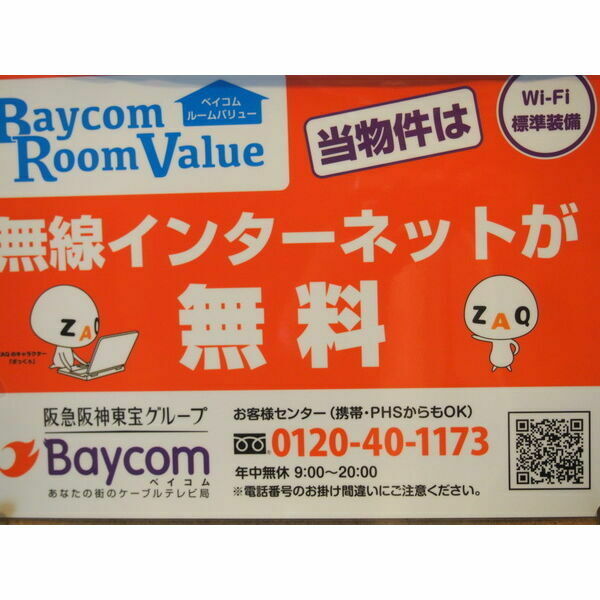 Baycom
RoomValue
ベイコム
ルームバリュー
当物件は
Wi-Fi
標準装備
無線インターネットが
無料
ZAQ
ZAQのキャラクター
「ざっくぅ」
ZAQ
阪急阪神東宝グループ
Baycom
ベイコム
あなたの街のケーブルテレビ局
お客様センター(携帯・PHSからもOK)
0120-40-1173
年中無休 9:00〜20:00
※電話番号のお掛け間違いにご注意ください。